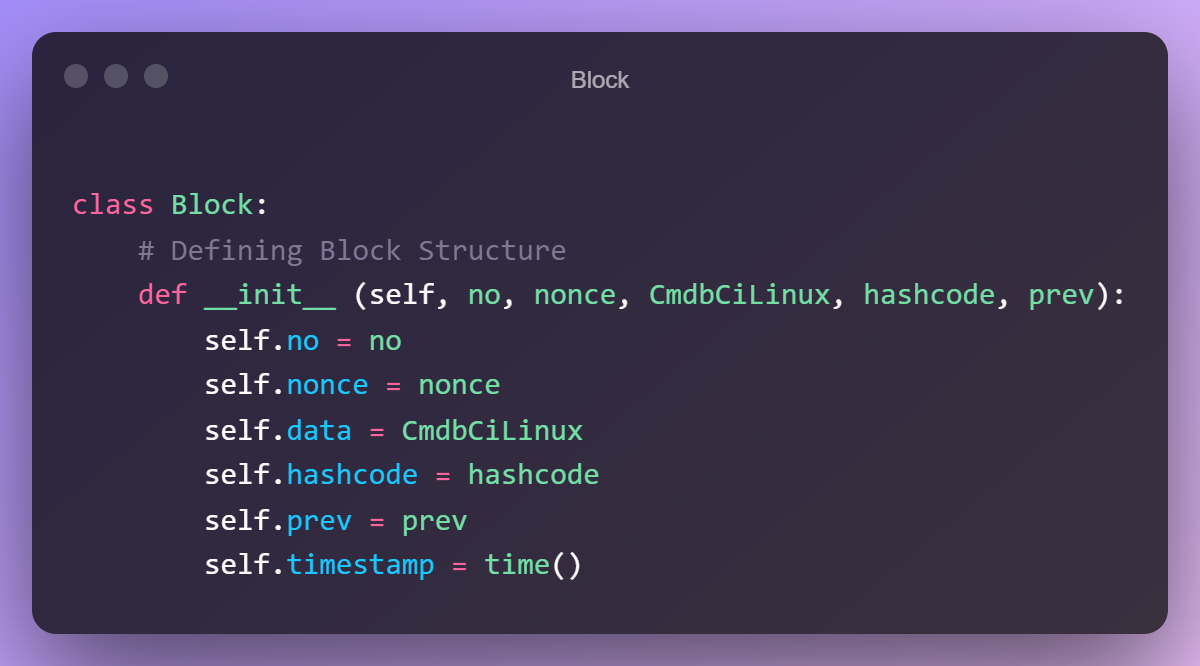 Block
class Block:
    # Defining Block Structure
    def __init__ (self, no, nonce, CmdbCiLinux, hashcode, prev):
        self.no = no
        self.nonce = nonce
        self.data = CmdbCiLinux
        self.hashcode = hashcode
        self.prev = prev
        self.timestamp = time()